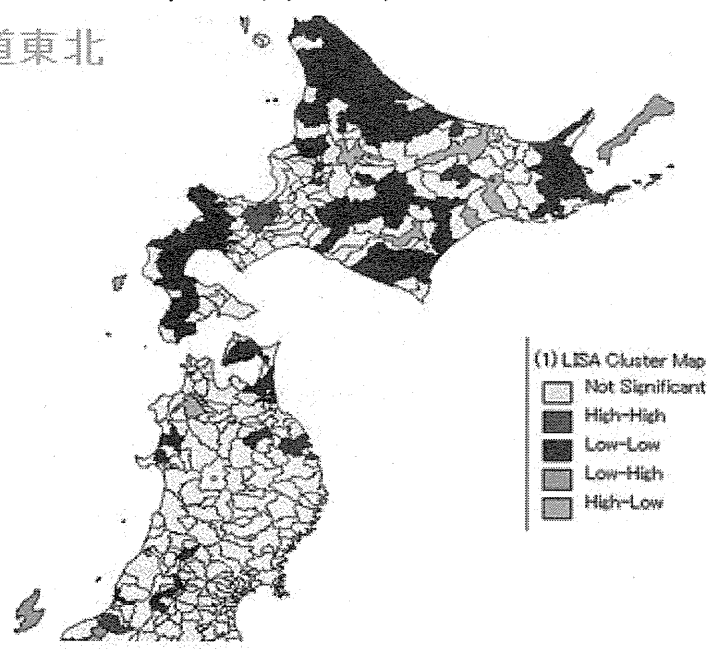 道東北
(1) LISA Cluster Map
Not Significant
High-High
Low-Low
Low-High
High-Low